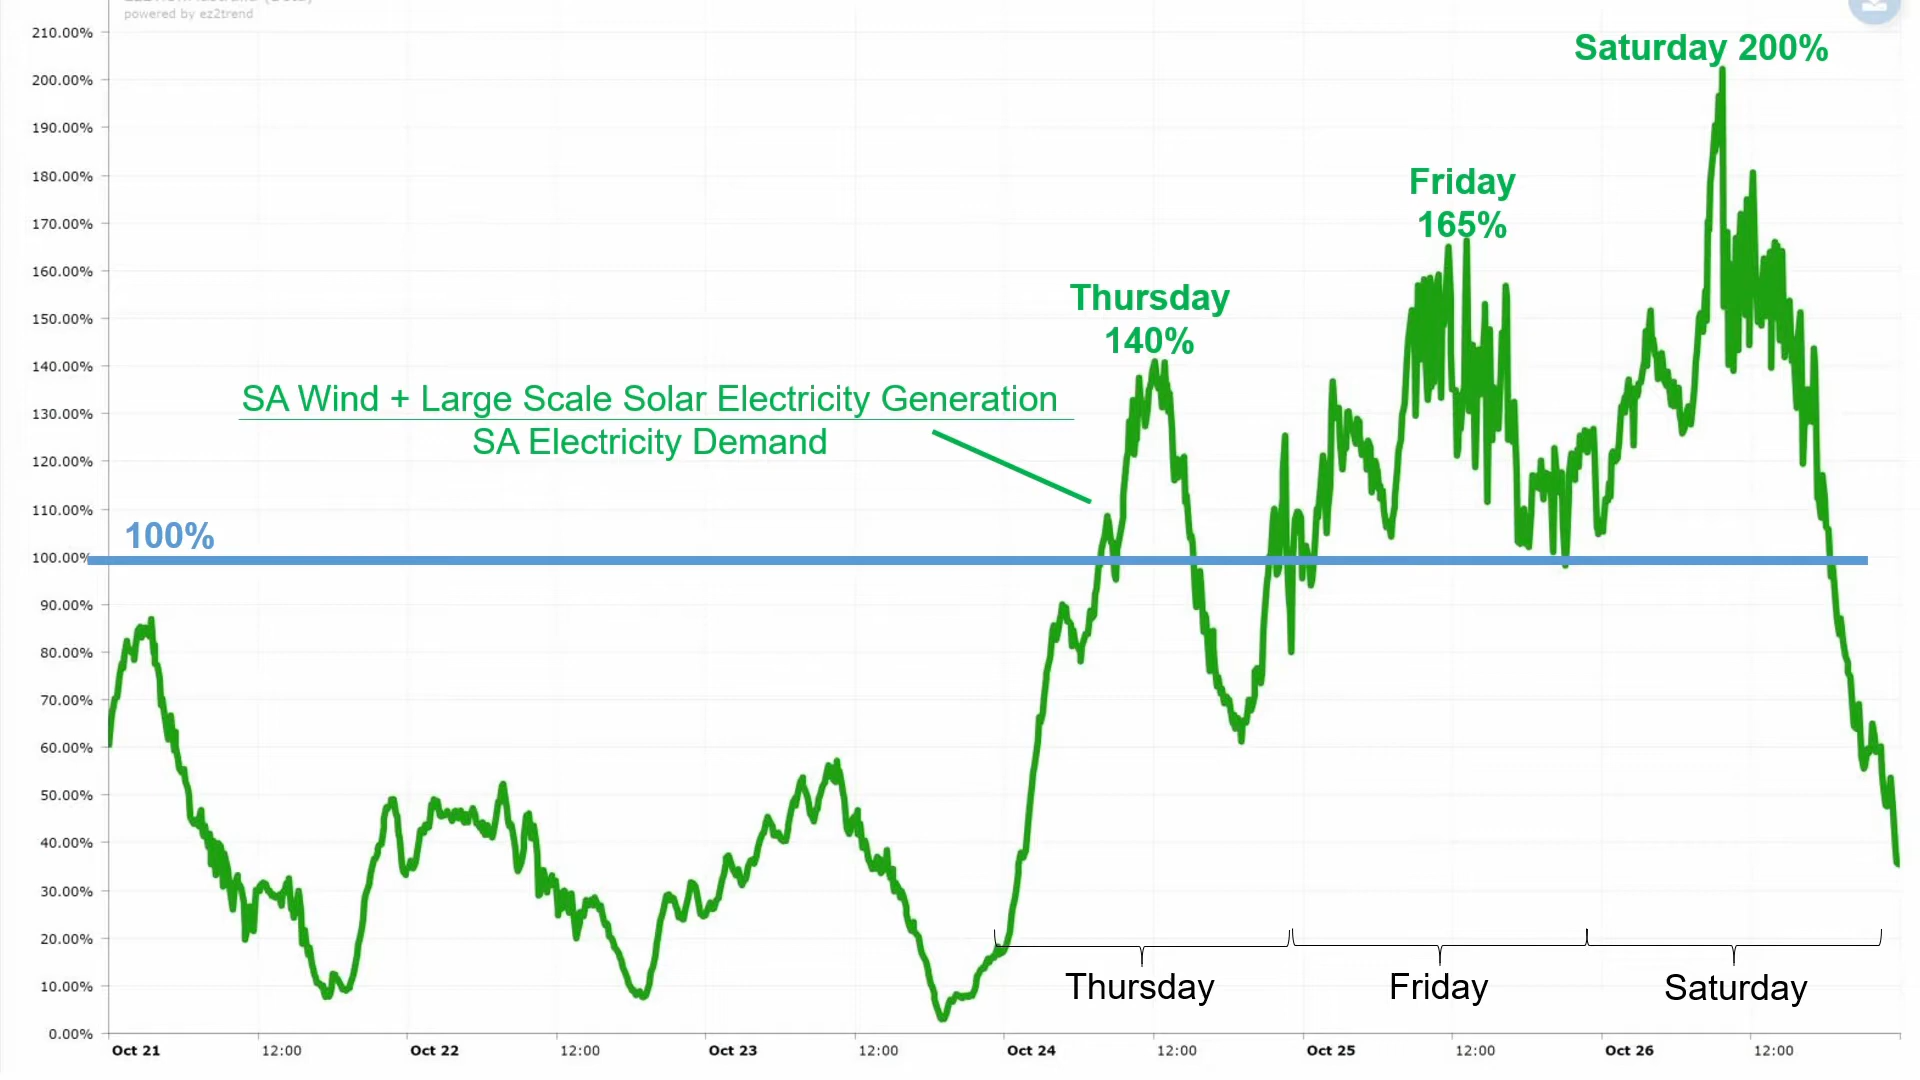 powered by ez2trend
210.00%
Saturday 200%
200.00%
190.00%
180.00%
Friday
165%
170.00%
160.00%
Thursday
140%
150.00%
140.00%
SA Wind + Large Scale Solar Electricity Generation
SA Electricity Demand
130.00%
120.00%
110.00%
100%
100.00%
90.00%
80.00%
70.00%
60.00%
50.00%
40.00%
30.00%
20.00%
10.00%
Thursday
Friday
Saturday
0.00%
Oct 21
12:00
Oct 22
12:00
Oct 23
12:00
Oct 24
12:00
Oct 25
12:00
Oct 26
12:00